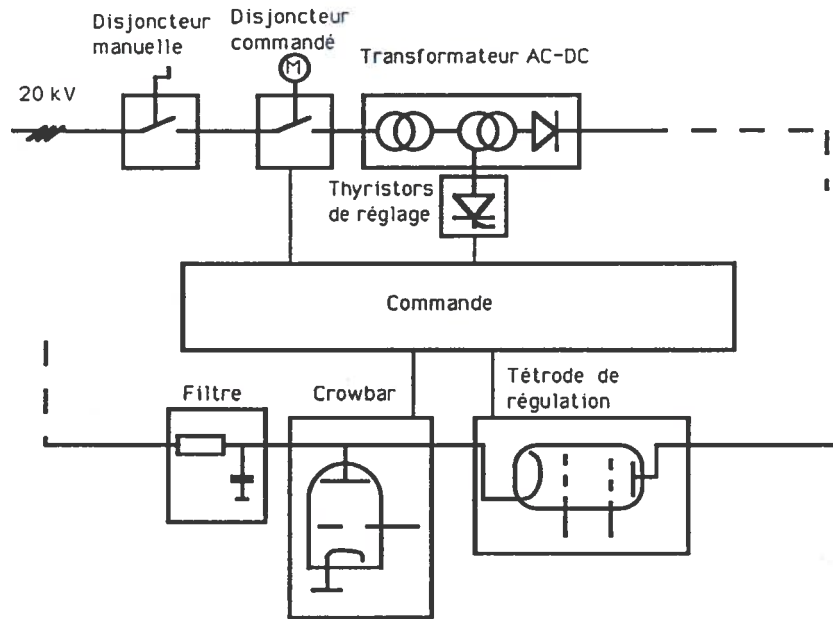 Disjoncteur
manuelle
Disjoncteur
commandé
M
Transformateur AC-DC
20 kV
Thyristors
de réglage
Commande
Filtre
Crowbar
Tétrode de
régulation